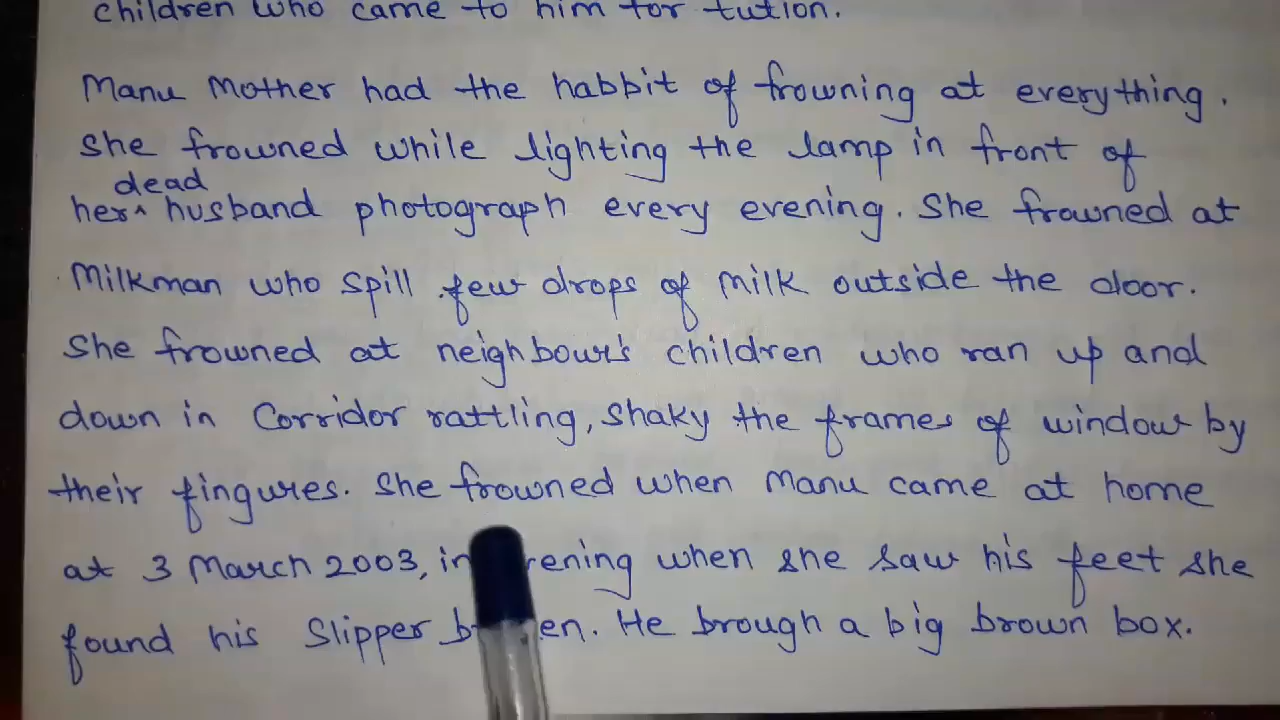 children who came to him for tution.
Manu Mother had the habbit of frowning at everything.
She frowned while lighting the lamp in front of
dead
her^ husband photograph every evening. She frowned at
Milkman who spill few drops of milk outside the door.
She frowned at neighbour's children who ran up and
down in Corridor rattling, shaky the frames of window by
their fingures. She frowned when Manu came at home
at 3 March 2003, in when she saw his feet she
found his Slipper . He brough a big brown box.